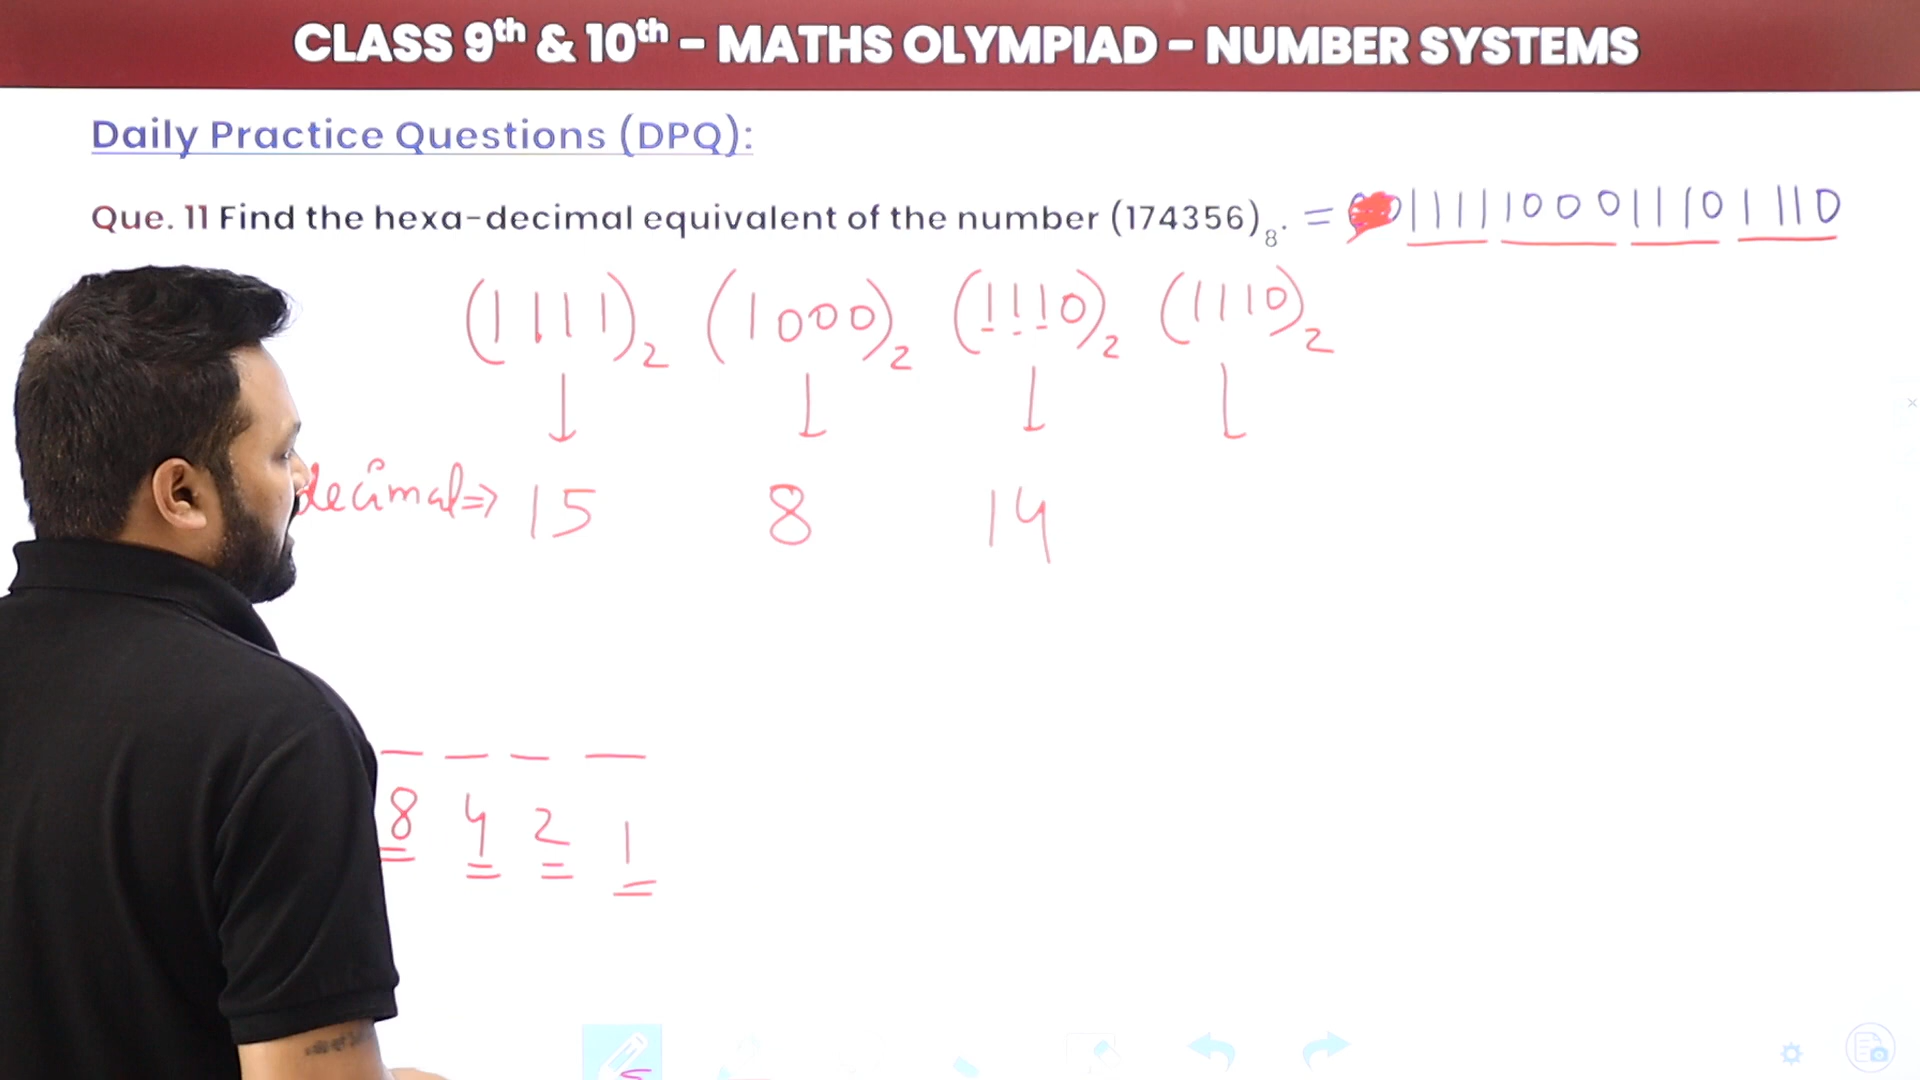 CLASS 9th & 10th – MATHS OLYMPIAD – NUMBER SYSTEMS
Daily Practice Questions (DPQ):
Que. 11 Find the hexa-decimal equivalent of the number (174356)8. = 1111100011101110
(1111)2 (1000)2 (1110)2 (1110)2
decimal => 15 8 14
8 4 2 1